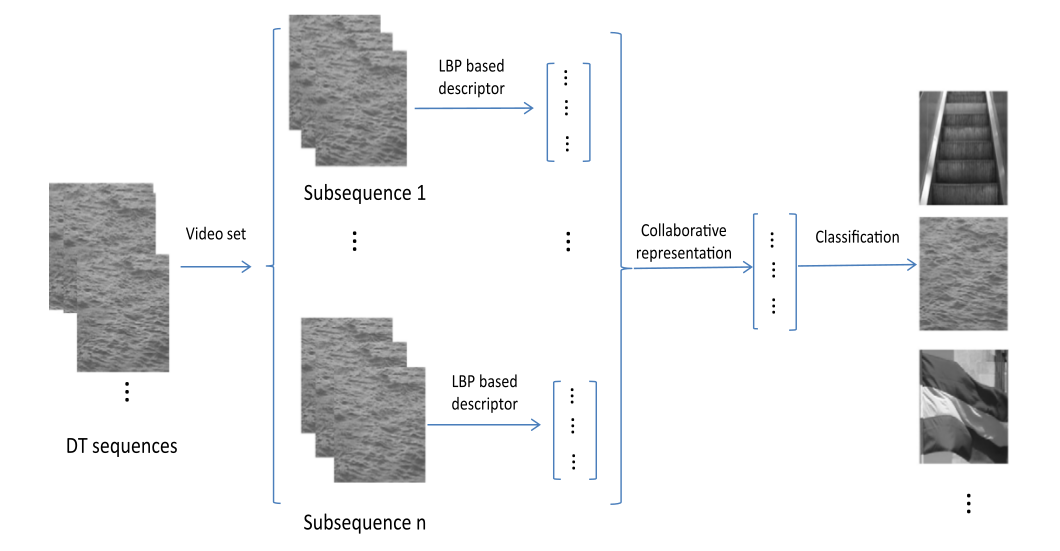 DT sequences
Video set
LBP based
descriptor
Subsequence 1
LBP based
descriptor
Subsequence n
Collaborative
representation
Classification